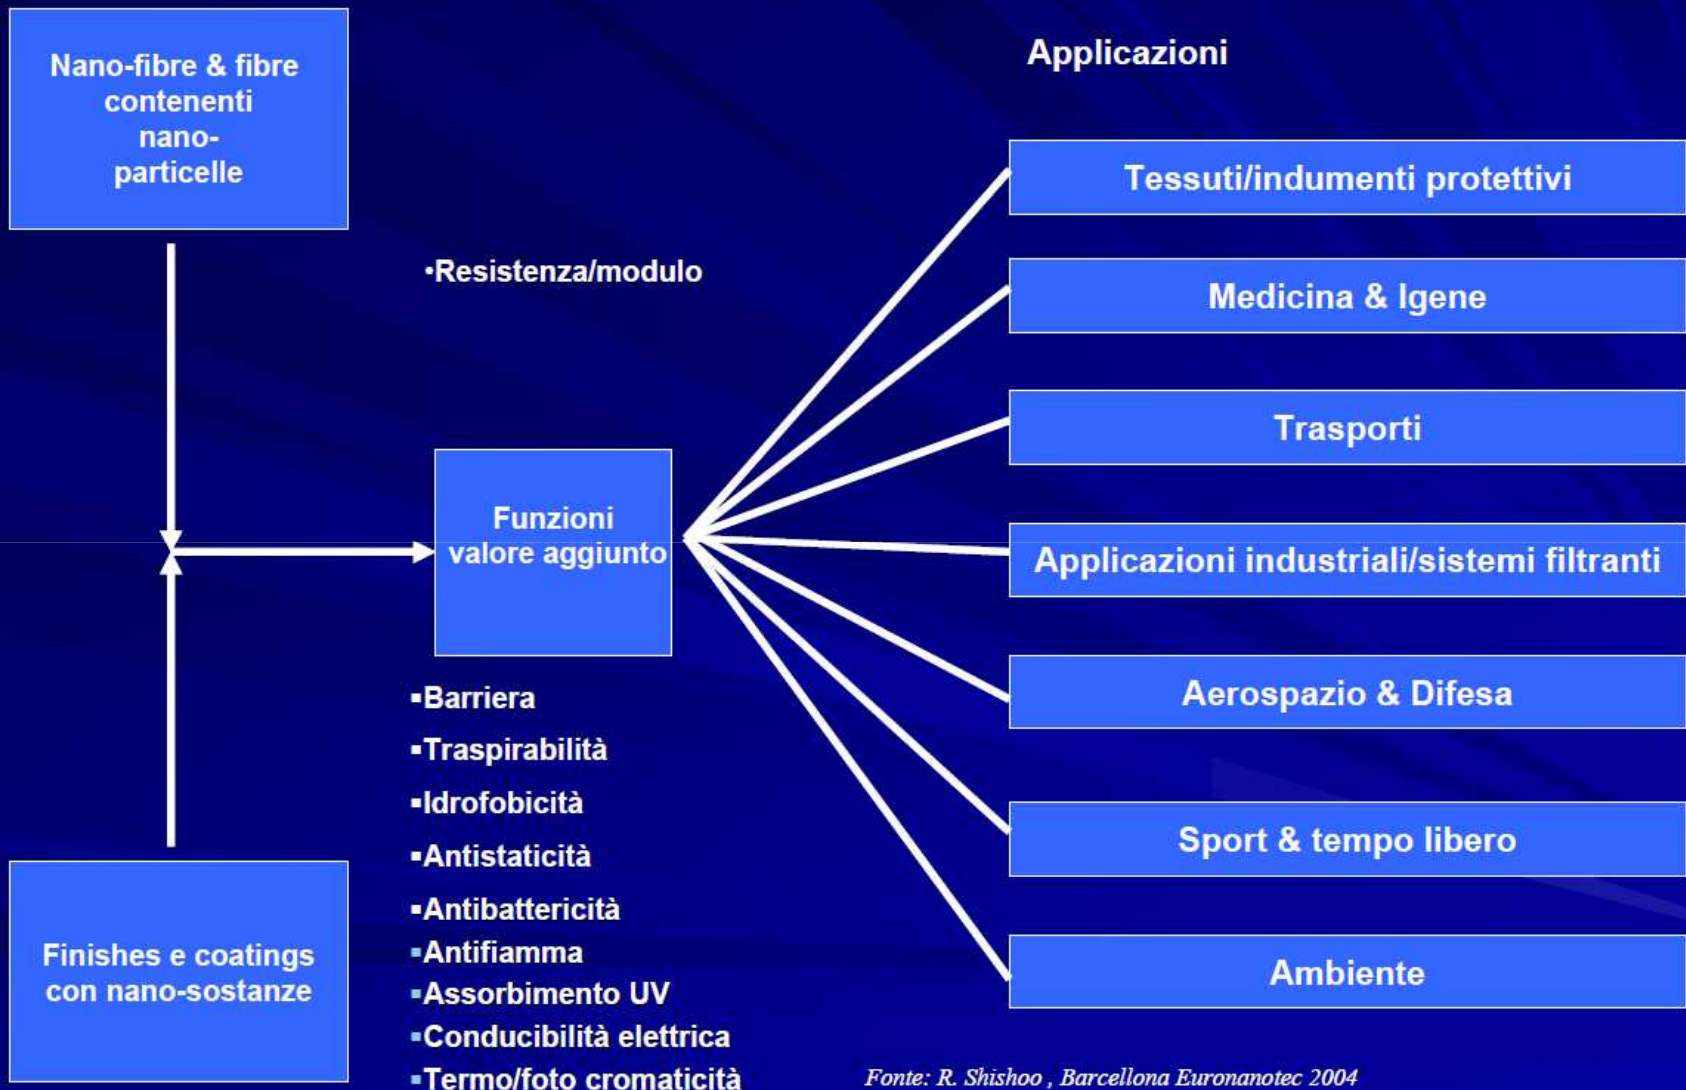 Nano-fibre & fibre
contenenti
nano-
particelle
Finishes e coatings
con nano-sostanze
•Resistenza/modulo
Funzioni
valore aggiunto
▪Barriera
▪Traspirabilità
▪Idrofobicità
▪Antistaticità
▪Antibattericità
▪Antifiamma
▪Assorbimento UV
▪Conducibilità elettrica
▪Termo/foto cromaticità
Applicazioni
Tessuti/indumenti protettivi
Medicina & Igene
Trasporti
Applicazioni industriali/sistemi filtranti
Aerospazio & Difesa
Sport & tempo libero
Ambiente
Fonte: R. Shishoo , Barcellona Euronanotec 2004